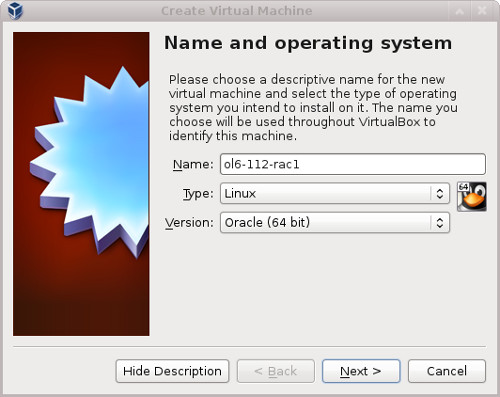 Create Virtual Machine
Name and operating system
Please choose a descriptive name for the new
virtual machine and select the type of operating
system you intend to install on it. The name you
choose will be used throughout VirtualBox to
identify this machine.
Name: ol6-112-rac1
Type: Linux
64
Version: Oracle (64 bit)
Hide Description < Back Next > Cancel